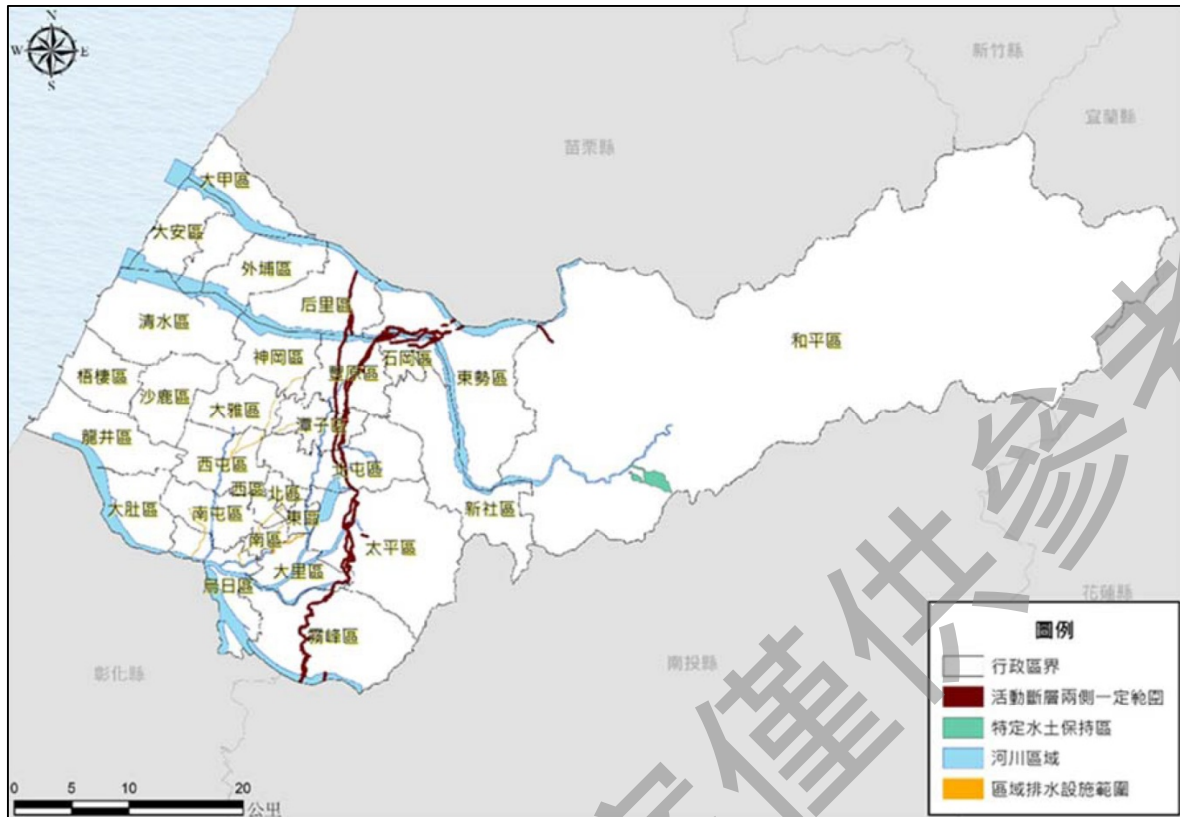 N
W
E
S
新竹縣
宜蘭縣
苗栗縣
大甲區
大安區
外埔區
后里區
清水區
神岡區
豐原區
石岡區
東勢區
和平區
梧棲區
沙鹿區
大雅區
潭子區
龍井區
西屯區
北屯區
西區
北區
大肚區
南屯區
東區
新社區
南區
太平區
大里區
烏日區
霧峰區
花蓮縣
彰化縣
南投縣
僅供參考
圖例
行政區界
活動斷層兩側一定範圍
特定水土保持區
河川區域
區域排水設施範圍
0 5 10 20
公里